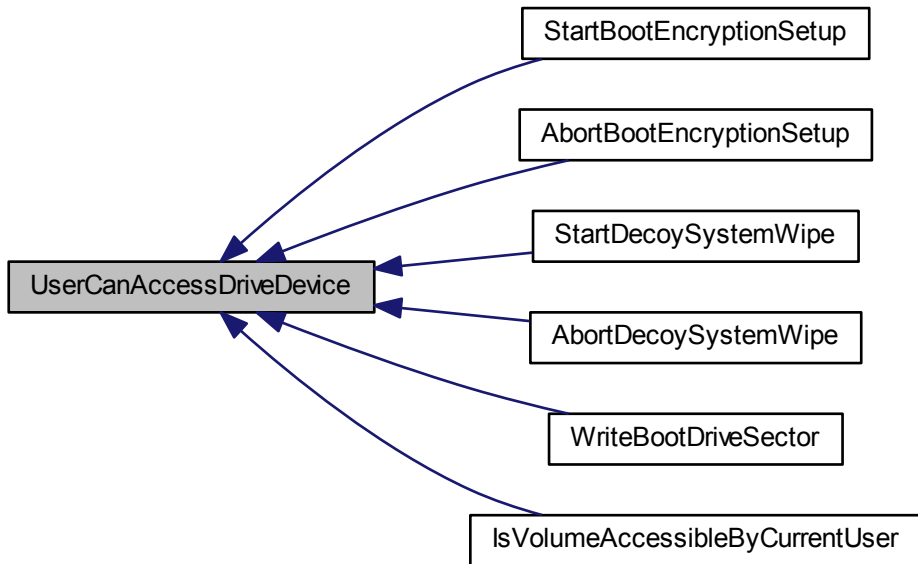 StartBootEncryptionSetup
AbortBootEncryptionSetup
StartDecoySystemWipe
UserCanAccessDriveDevice
AbortDecoySystemWipe
WriteBootDriveSector
IsVolumeAccessibleByCurrentUser